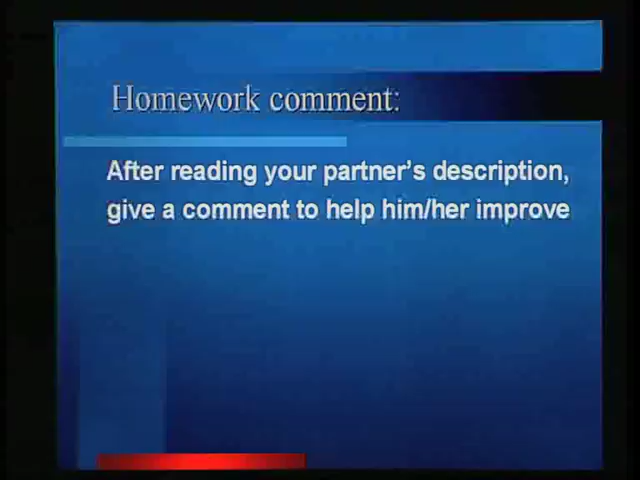 Homework comment:
After reading your partner's description,
give a comment to help him/her improve